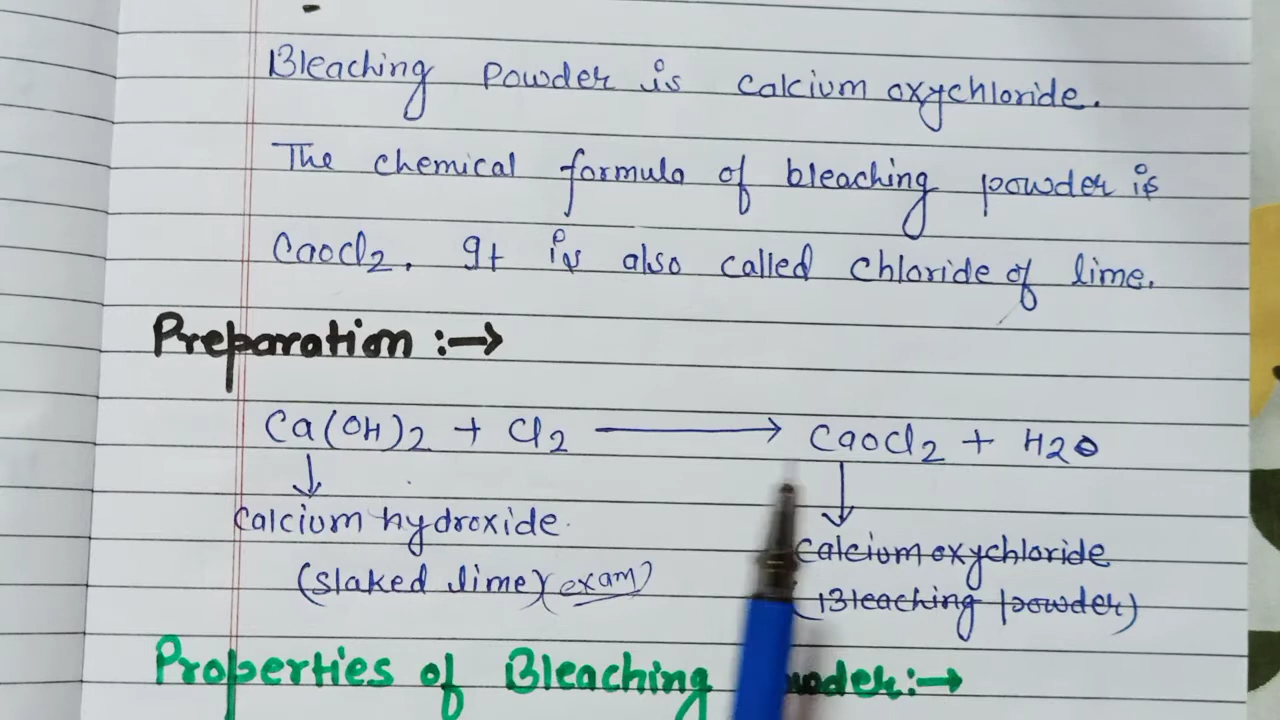 Bleaching Powder is Calcium oxychloride.
The chemical formula of bleaching powder is
CaOCl2. It is also called chloride of lime.
Preparation :→
Ca(OH)2 + Cl2 → CaOCl2 + H2O
↓ ↓
Calcium hydroxide. Calcium oxychloride
(slaked lime) (exam) (Bleaching powder)
Properties of Bleaching :→